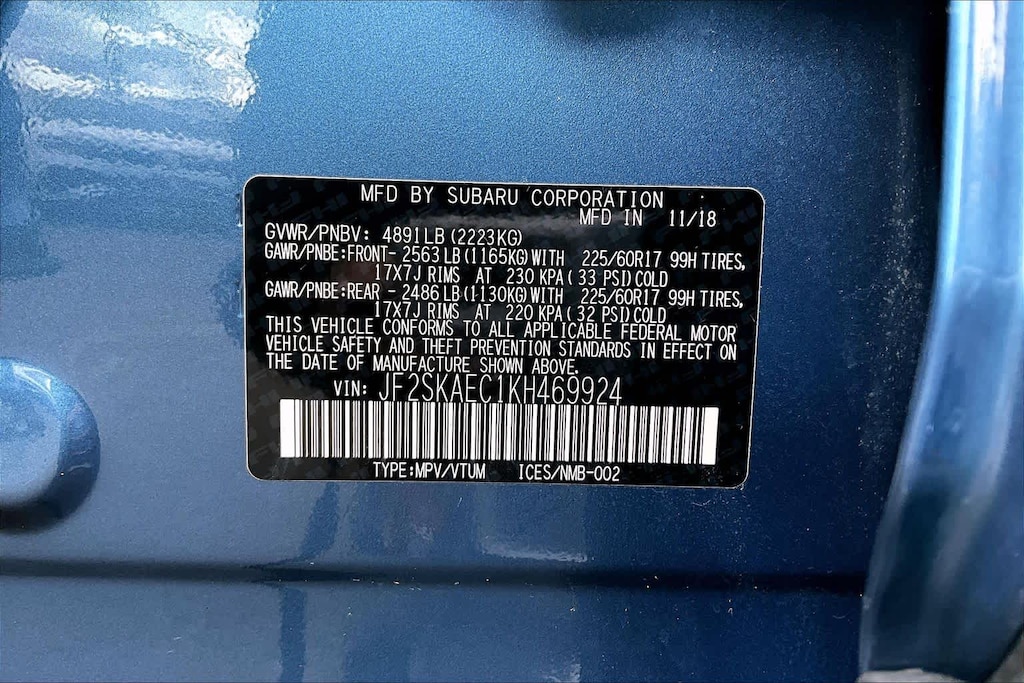 MFD BY SUBARU CORPORATION
MFD IN 11/18
GVWR/PNBV: 4891LB(2223KG)
GAWR/PNBE:FRONT- 2563LB(1165KG)WITH 225/60R17 99H TIRES,
17X7J RIMS AT 230 KPA( 33 PSI)COLD
GAWR/PNBE:REAR - 2486LB(1130KG)WITH 225/60R17 99H TIRES,
17X7J RIMS AT 220 KPA( 32 PSI)COLD
THIS VEHICLE CONFORMS TO ALL APPLICABLE FEDERAL MOTOR
VEHICLE SAFETY AND THEFT PREVENTION STANDARDS IN EFFECT ON
THE DATE OF MANUFACTURE SHOWN ABOVE.
VIN: JF2SKAEC1KH469924
TYPE:MPV/VTUM ICES/NMB-002